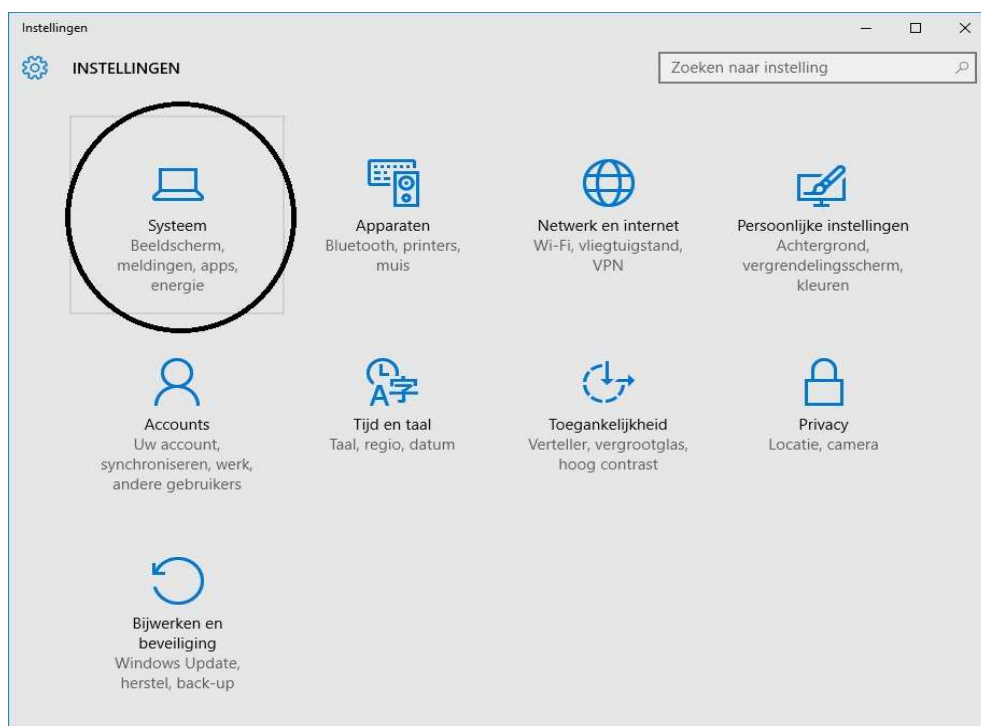 Instellingen
INSTELLINGEN
Zoeken naar instelling
Systeem
Beeldscherm,
meldingen, apps,
energie
Apparaten
Bluetooth, printers,
muis
Netwerk en internet
Wi-Fi, vliegtuigstand,
VPN
Persoonlijke instellingen
Achtergrond,
vergrendelingsscherm,
kleuren
Accounts
Uw account,
synchroniseren, werk,
andere gebruikers
Tijd en taal
Taal, regio, datum
Toegankelijkheid
Verteller, vergrootglas,
hoog contrast
Privacy
Locatie, camera
Bijwerken en
beveiliging
Windows Update,
herstel, back-up